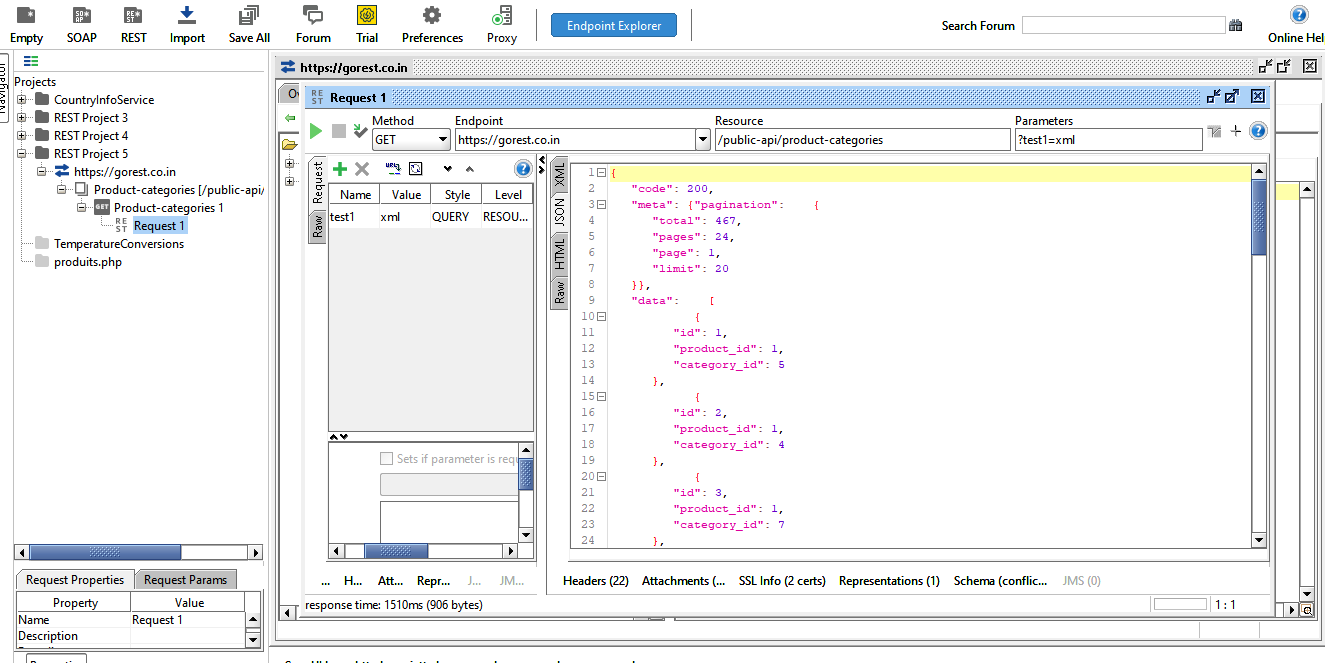 Empty SOAP REST Import Save All Forum Trial Preferences Proxy Endpoint Explorer Search Forum Online Hel
Navigator
Projects
CountryInfoService
REST Project 3
REST Project 4
REST Project 5
https://gorest.co.in
Product-categories [/public-api/
Product-categories 1
GET
REST Request 1
TemperatureConversions
produits.php
Request Properties Request Params
Property Value
Name Request 1
Description
https://gorest.co.in
Ov
REST Request 1
Method Endpoint Resource Parameters
GET https://gorest.co.in /public-api/product-categories ?test1=xml
Request
Raw
Name Value Style Level
test1 xml QUERY RESOU...
Sets if parameter is requ
... H... Att... Repr... J... JM...
XML
JSON
HTML
Raw
1 {
2 "code": 200,
3 "meta": {"pagination": {
4 "total": 467,
5 "pages": 24,
6 "page": 1,
7 "limit": 20
8 }},
9 "data": [
10 {
11 "id": 1,
12 "product_id": 1,
13 "category_id": 5
14 },
15 {
16 "id": 2,
17 "product_id": 1,
18 "category_id": 4
19 },
20 {
21 "id": 3,
22 "product_id": 1,
23 "category_id": 7
24 },
Headers (22) Attachments (... SSL Info (2 certs) Representations (1) Schema (conflic... JMS (0)
response time: 1510ms (906 bytes) 1 : 1